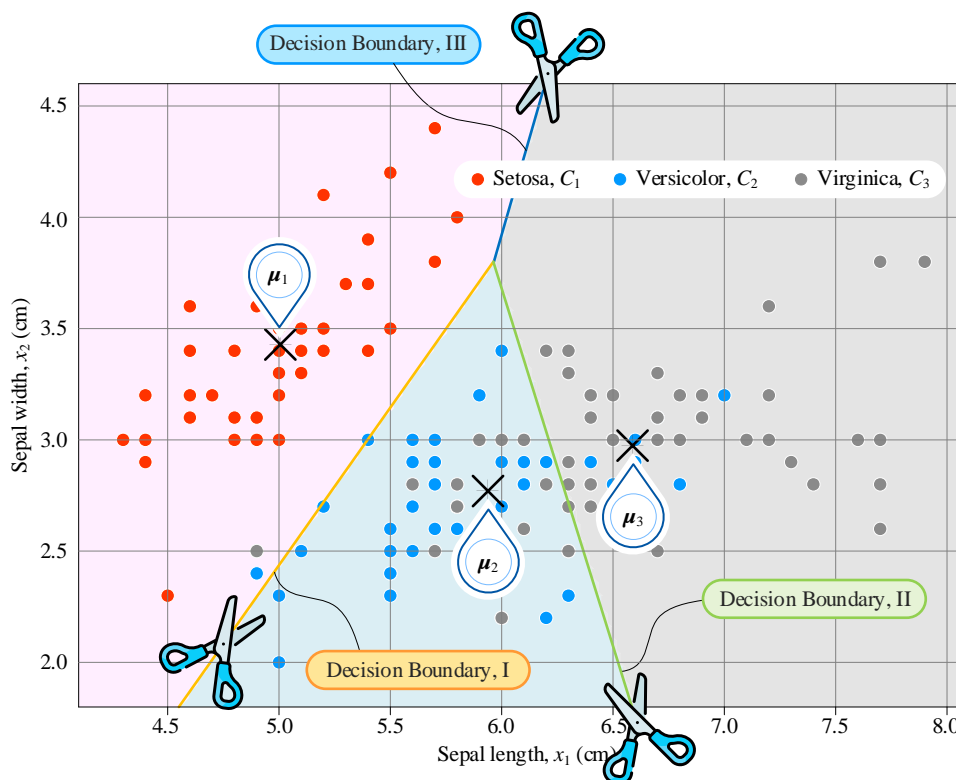 Decision Boundary, III
4.5
Setosa, C1
Versicolor, C2
Virginica, C3
4.0
μ1
3.5
Sepal width, x2 (cm)
3.0
μ3
2.5
μ2
Decision Boundary, II
2.0
Decision Boundary, I
4.5
5.0
5.5
6.0
6.5
7.0
7.5
8.0
Sepal length, x1 (cm)